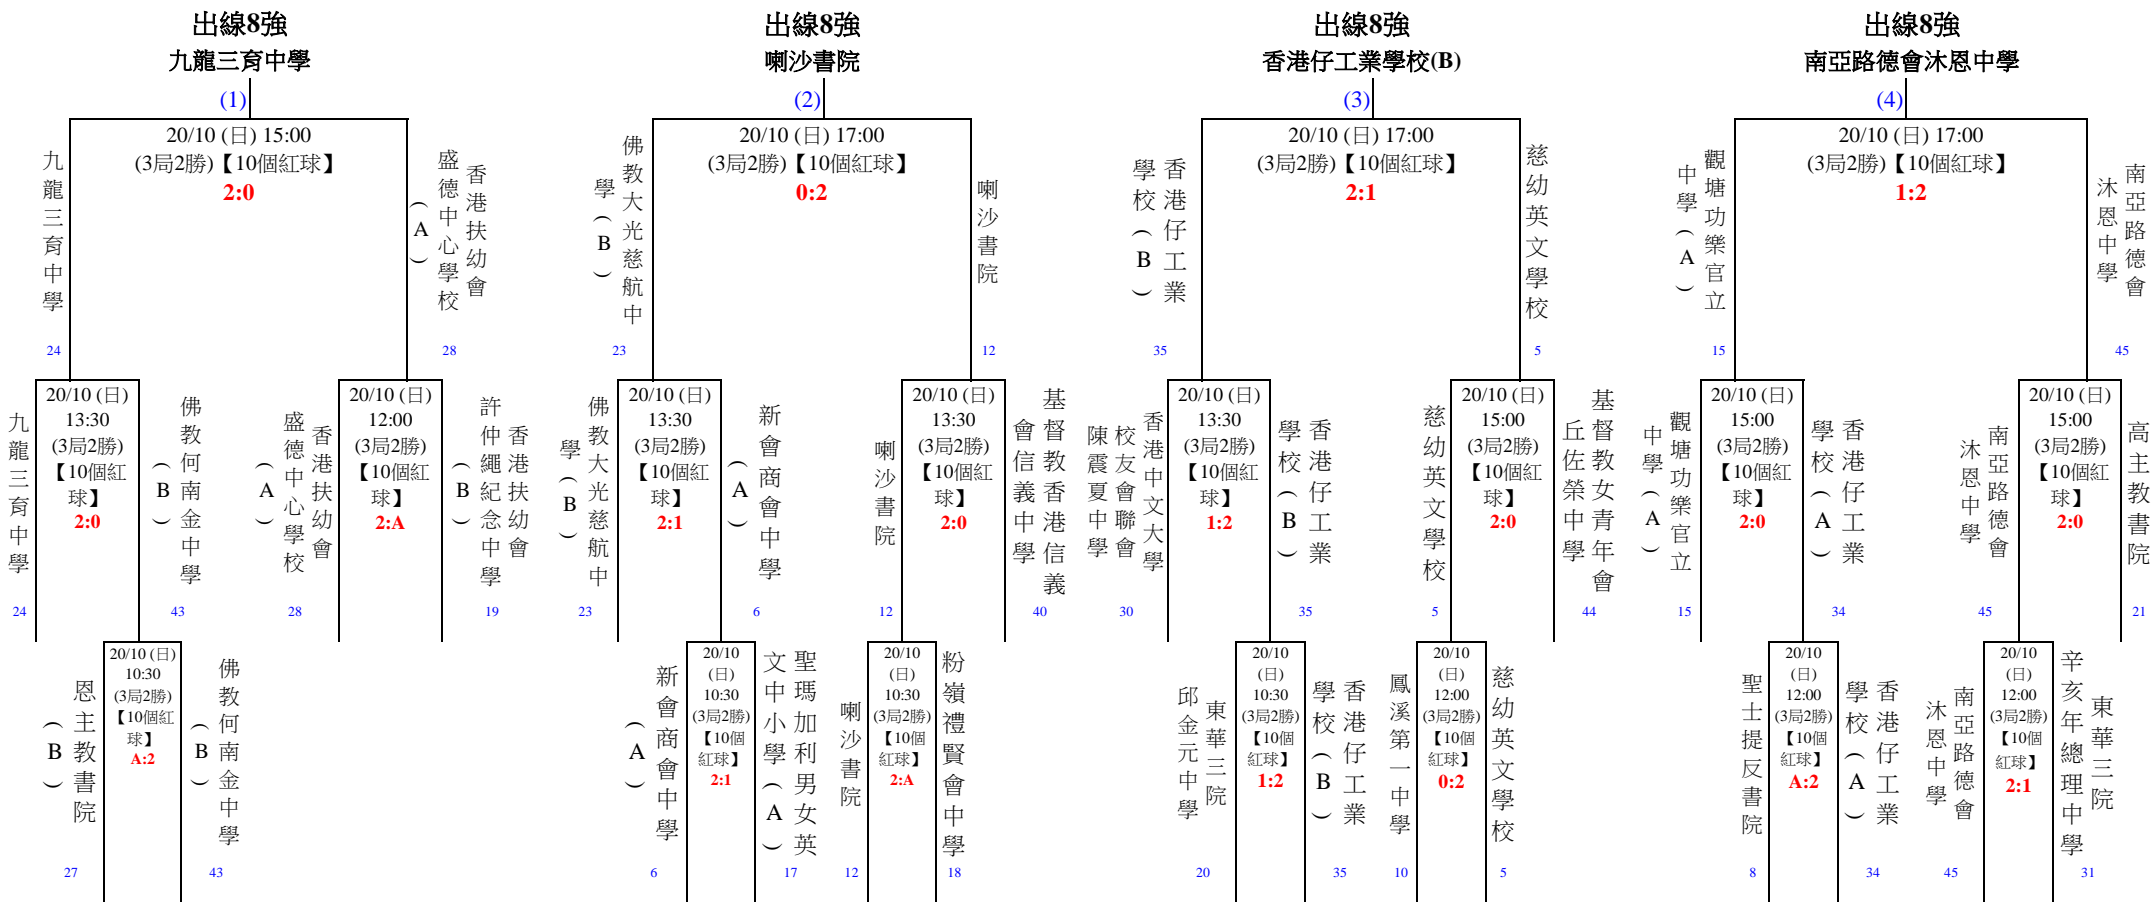 出線8強
九龍三育中學
(1)
20/10 (日) 15:00
(3局2勝)【10個紅球】
2:0
九龍三育中學
24
香港扶幼會
盛德中心學校
(A)
28
20/10 (日)
13:30
(3局2勝)
【10個紅
球】
2:0
九龍三育中學
24
佛教何南金中學
(B)
43
20/10 (日)
12:00
(3局2勝)
【10個紅
球】
2:A
香港扶幼會
盛德中心學校
(A)
28
香港扶幼會
許仲繩紀念中學
(B)
19
20/10 (日)
10:30
(3局2勝)
【10個紅
球】
A:2
恩主教書院
(B)
27
佛教何南金中學
(B)
43
出線8強
喇沙書院
(2)
20/10 (日) 17:00
(3局2勝)【10個紅球】
0:2
佛教大光慈航中
學(B)
23
喇沙書院
12
20/10 (日)
13:30
(3局2勝)
【10個紅
球】
2:1
佛教大光慈航中
學(B)
23
新會商會中學
(A)
6
20/10 (日)
13:30
(3局2勝)
【10個紅
球】
2:0
喇沙書院
12
基督教香港信義
會信義中學
40
20/10
(日)
10:30
(3局2勝)
【10個
紅球】
2:1
新會商會中學
(A)
6
聖瑪加利男女英
文中小學(A)
17
20/10
(日)
10:30
(3局2勝)
【10個
紅球】
2:A
喇沙書院
12
粉嶺禮賢會中學
18
出線8強
香港仔工業學校(B)
(3)
20/10 (日) 17:00
(3局2勝)【10個紅球】
2:1
香港仔工業
學校(B)
35
慈幼英文學校
5
20/10 (日)
13:30
(3局2勝)
【10個紅
球】
1:2
香港中文大學
校友會聯會
陳震夏中學
30
香港仔工業
學校(B)
35
20/10 (日)
15:00
(3局2勝)
【10個紅
球】
2:0
慈幼英文學校
5
基督教女青年會
丘佐榮中學
44
20/10
(日)
10:30
(3局2勝)
【10個
紅球】
1:2
東華三院
邱金元中學
20
香港仔工業
學校(B)
35
20/10
(日)
12:00
(3局2勝)
【10個
紅球】
0:2
鳳溪第一中學
10
慈幼英文學校
5
出線8強
南亞路德會沐恩中學
(4)
20/10 (日) 17:00
(3局2勝)【10個紅球】
1:2
觀塘功樂官立
中學(A)
15
南亞路德會
沐恩中學
45
20/10 (日)
15:00
(3局2勝)
【10個紅
球】
2:0
觀塘功樂官立
中學(A)
15
香港仔工業
學校(A)
34
20/10 (日)
15:00
(3局2勝)
【10個紅
球】
2:0
南亞路德會
沐恩中學
45
高主教書院
21
20/10
(日)
12:00
(3局2勝)
【10個
紅球】
A:2
聖士提反書院
8
香港仔工業
學校(A)
34
20/10
(日)
12:00
(3局2勝)
【10個
紅球】
2:1
南亞路德會
沐恩中學
45
東華三院
辛亥年總理中學
31